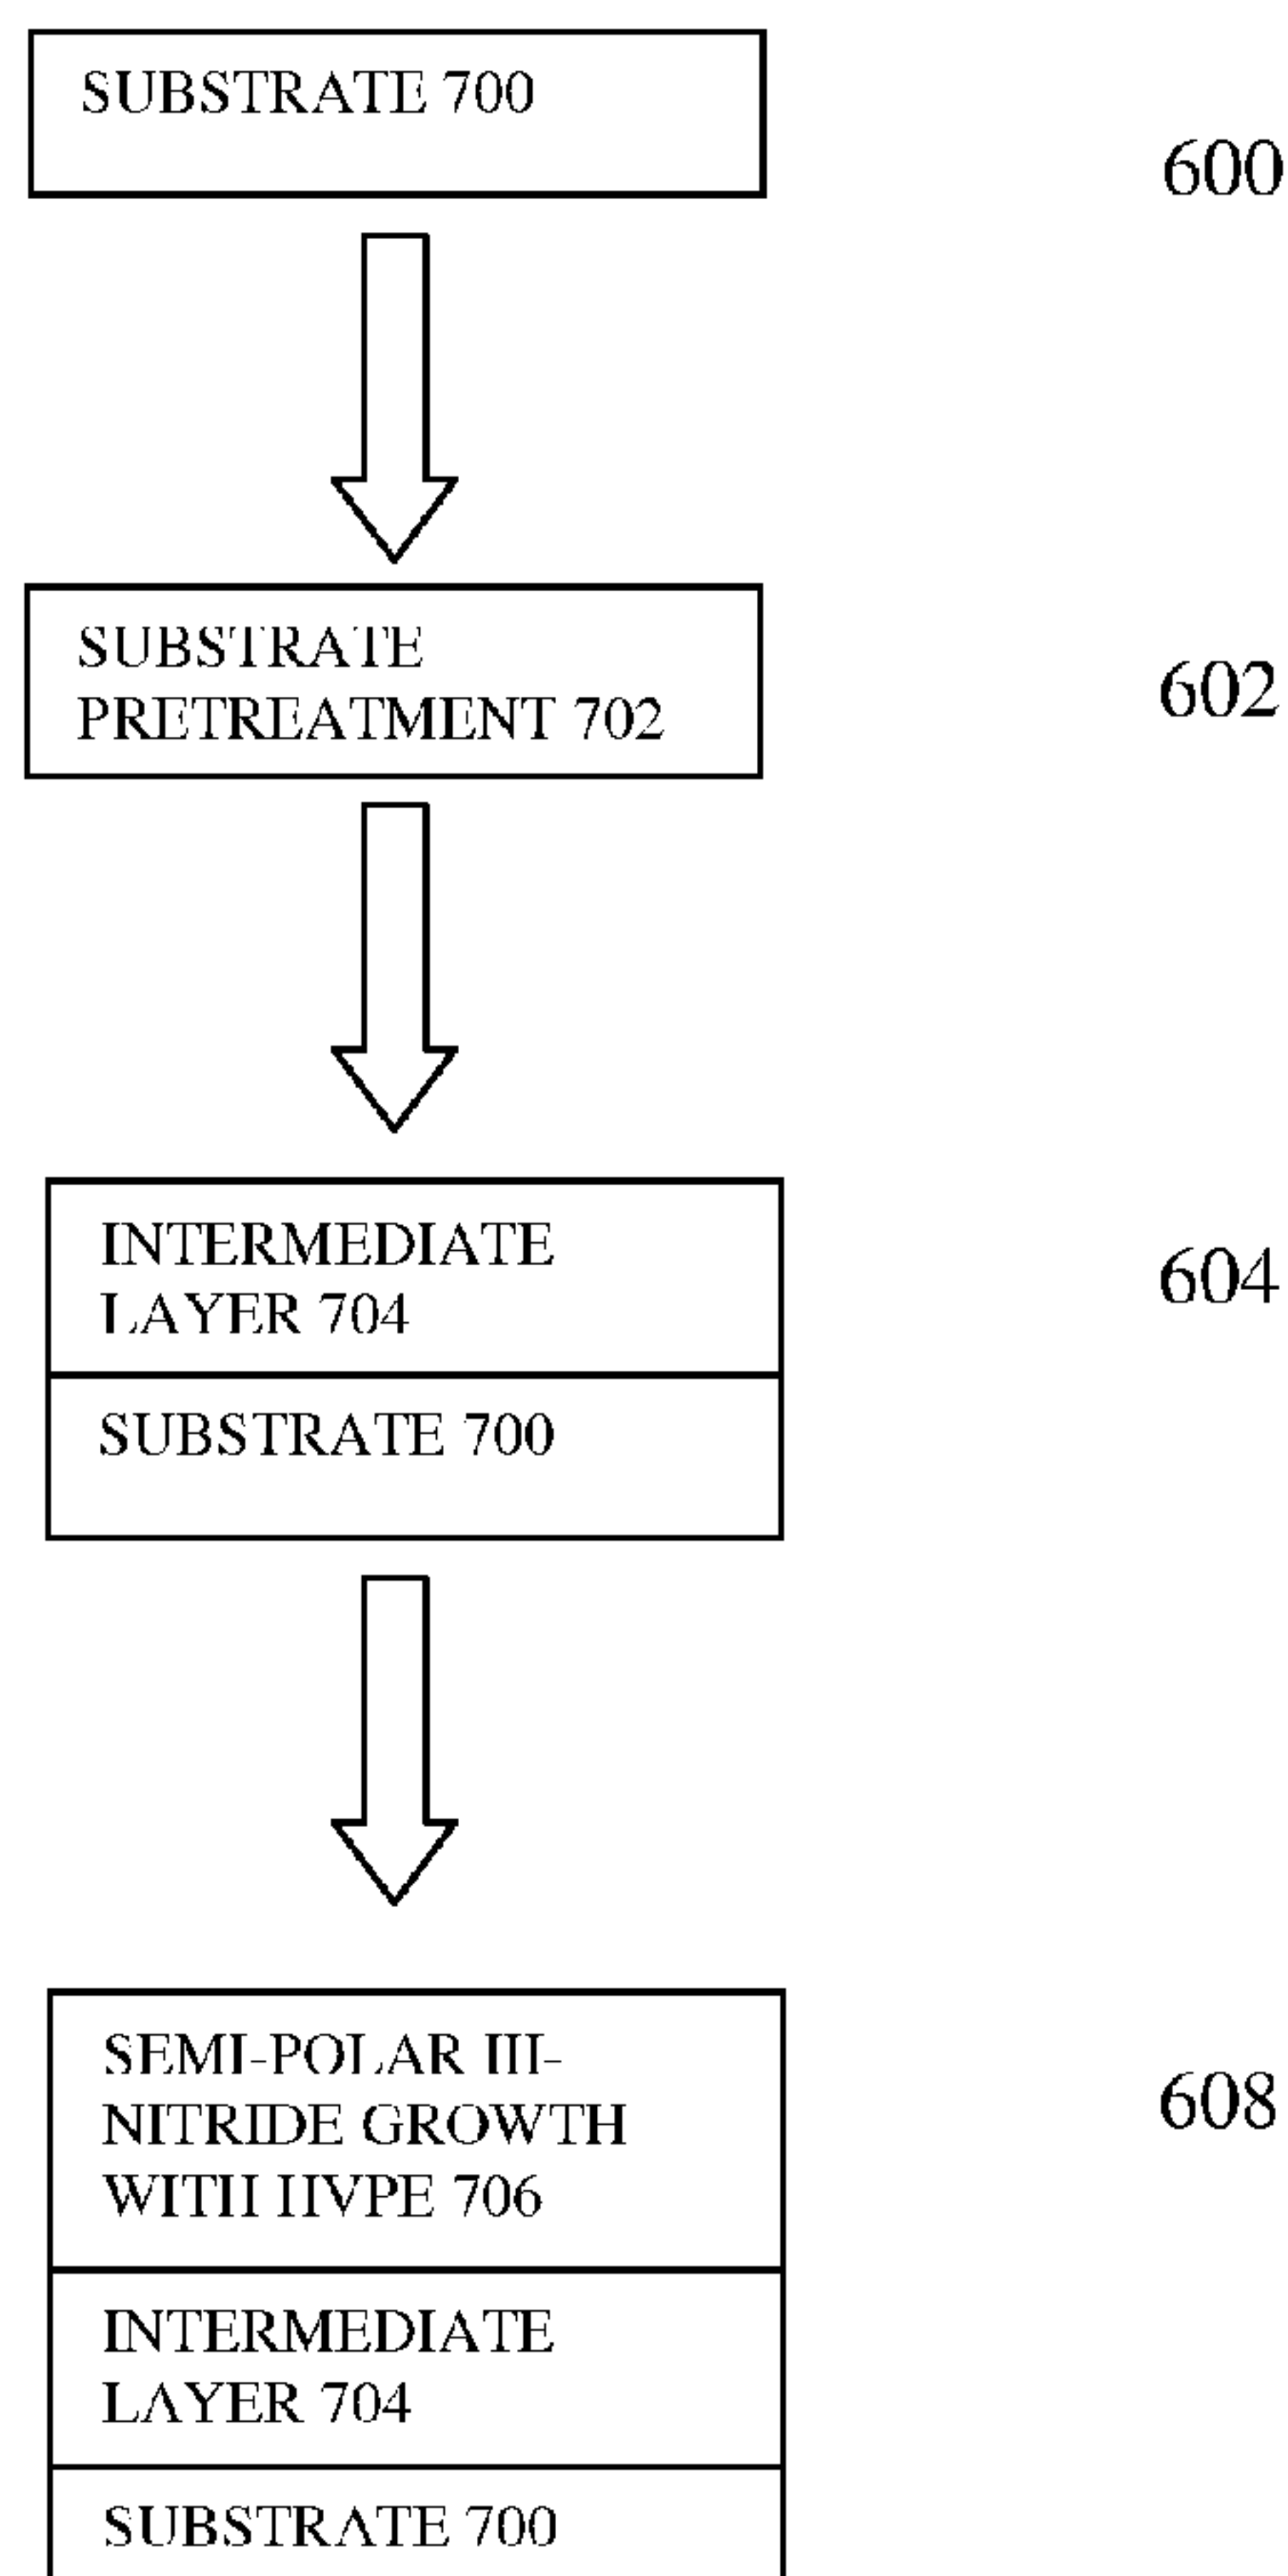 SUBSTRATE 700
600
SUBSTRATE
PRETREATMENT 702
602
INTERMEDIATE
LAYER 704
604
SUBSTRATE 700
SEMI-POLAR III-
NITRIDE GROWTH
WITH HVPE 706
608
INTERMEDIATE
LAYER 704
SUBSTRATE 700